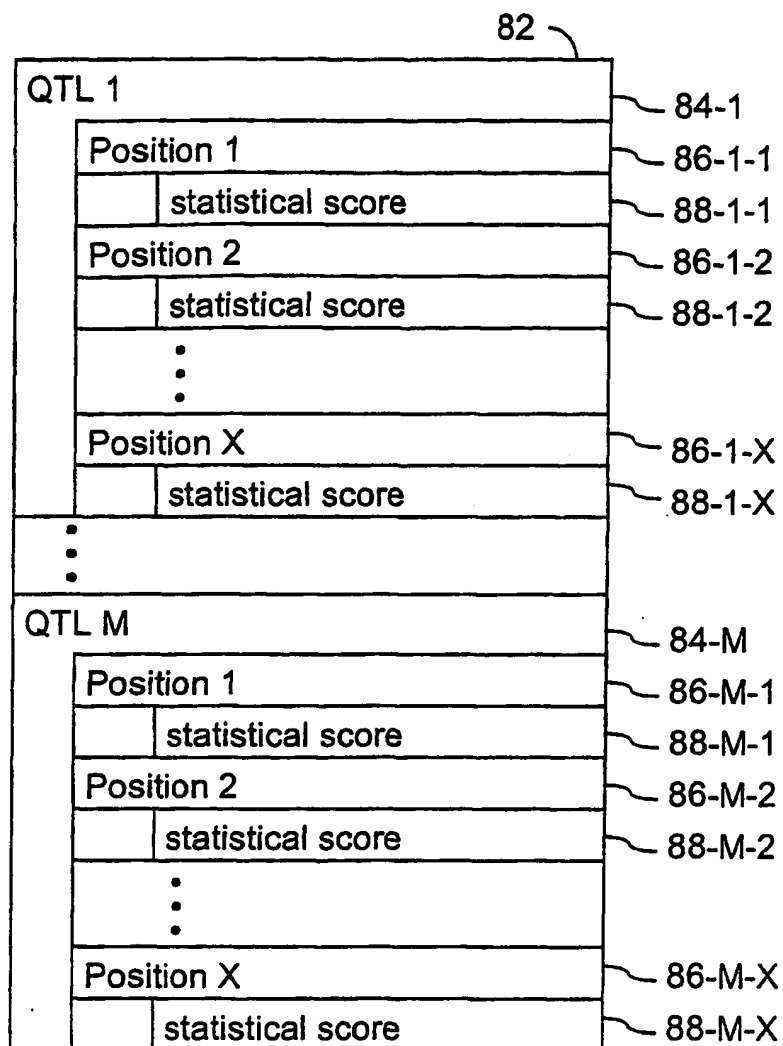 82
QTL 1
84-1
Position 1
86-1-1
statistical score
88-1-1
Position 2
86-1-2
statistical score
88-1-2
Position X
86-1-X
statistical score
88-1-X
QTL M
84-M
Position 1
86-M-1
statistical score
88-M-1
Position 2
86-M-2
statistical score
88-M-2
Position X
86-M-X
statistical score
88-M-X